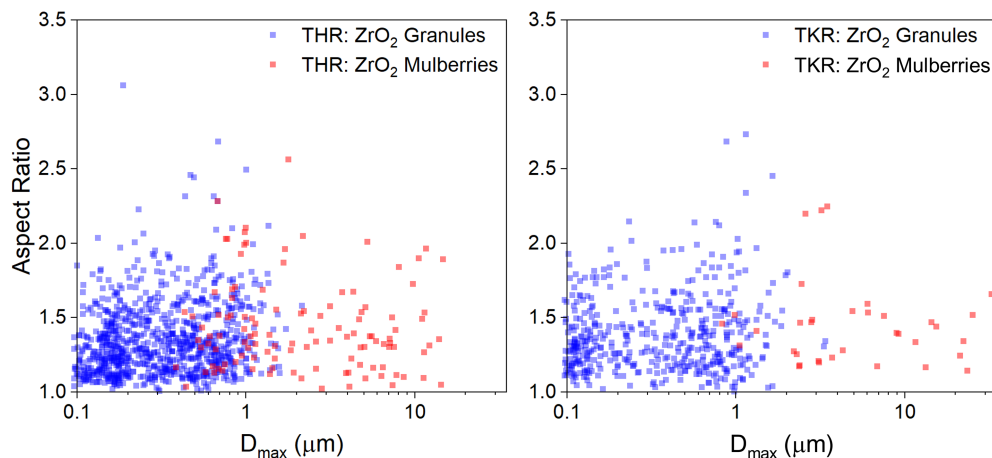 THR: ZrO₂ Granules
THR: ZrO₂ Mulberries
3.5
3.0
2.5
2.0
1.5
1.0
Aspect Ratio
0.1
1
10
Dmax (μm)
TKR: ZrO₂ Granules
TKR: ZrO₂ Mulberries
3.5
3.0
2.5
2.0
1.5
1.0
0.1
1
10
Dmax (μm)